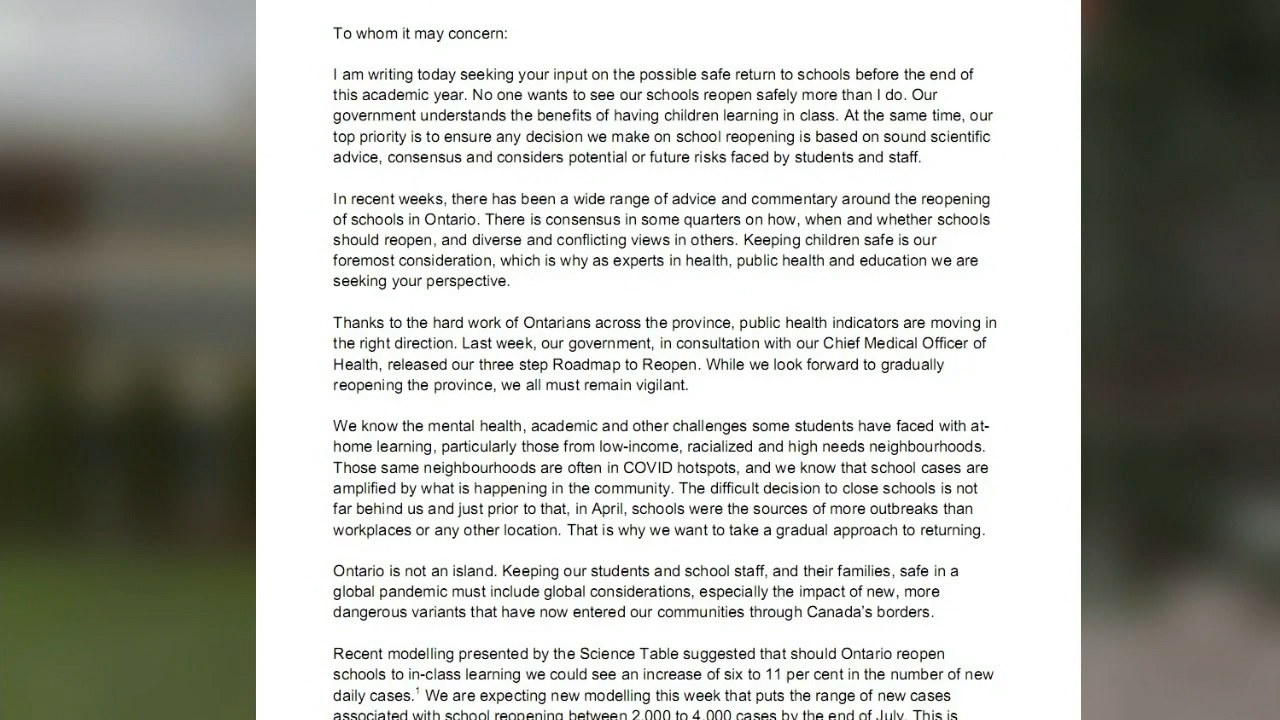 To whom it may concern:
I am writing today seeking your input on the possible safe return to schools before the end of
this academic year. No one wants to see our schools reopen safely more than I do. Our
government understands the benefits of having children learning in class. At the same time, our
top priority is to ensure any decision we make on school reopening is based on sound scientific
advice, consensus and considers potential or future risks faced by students and staff.
In recent weeks, there has been a wide range of advice and commentary around the reopening
of schools in Ontario. There is consensus in some quarters on how, when and whether schools
should reopen, and diverse and conflicting views in others. Keeping children safe is our
foremost consideration, which is why as experts in health, public health and education we are
seeking your perspective.
Thanks to the hard work of Ontarians across the province, public health indicators are moving in
the right direction. Last week, our government, in consultation with our Chief Medical Officer of
Health, released our three step Roadmap to Reopen. While we look forward to gradually
reopening the province, we all must remain vigilant.
We know the mental health, academic and other challenges some students have faced with at-
home learning, particularly those from low-income, racialized and high needs neighbourhoods.
Those same neighbourhoods are often in COVID hotspots, and we know that school cases are
amplified by what is happening in the community. The difficult decision to close schools is not
far behind us and just prior to that, in April, schools were the sources of more outbreaks than
workplaces or any other location. That is why we want to take a gradual approach to returning.
Ontario is not an island. Keeping our students and school staff, and their families, safe in a
global pandemic must include global considerations, especially the impact of new, more
dangerous variants that have now entered our communities through Canada's borders.
Recent modelling presented by the Science Table suggested that should Ontario reopen
schools to in-class learning we could see an increase of six to 11 per cent in the number of new
daily cases.¹ We are expecting new modelling this week that puts the range of new cases
associated with school reopening between 2,000 to 4,000 cases by the end of July. This is